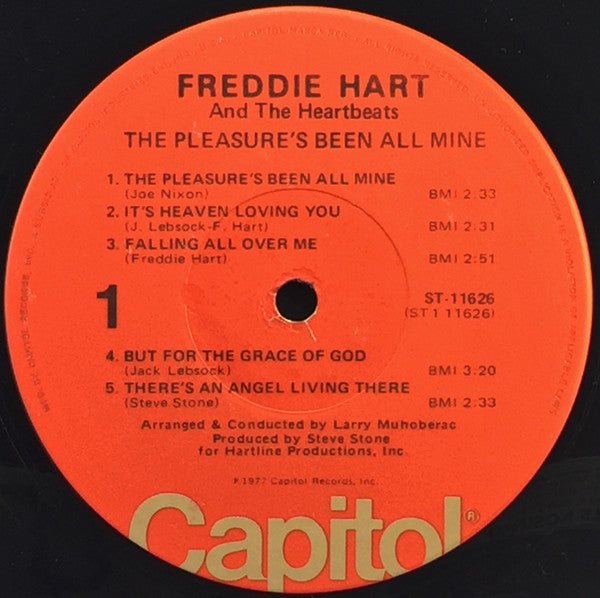 FREDDIE HART
And The Heartbeats
THE PLEASURE'S BEEN ALL MINE
1. THE PLEASURE'S BEEN ALL MINE
(Joe Nixon) BMI 2:33
2. IT'S HEAVEN LOVING YOU
(J. Lebsock-F. Hart) BMI 2:31
3. FALLING ALL OVER ME
(Freddie Hart) BMI 2:51
1
ST-11626
(ST 1 11626)
4. BUT FOR THE GRACE OF GOD
(Jack Lebsock) BMI 3:20
5. THERE'S AN ANGEL LIVING THERE
(Steve Stone) BMI 2:33
Arranged & Conducted by Larry Muhoberac
Produced by Steve Stone
for Hartline Productions, Inc.
℗ 1977 Capitol Records, Inc.
Capitol®